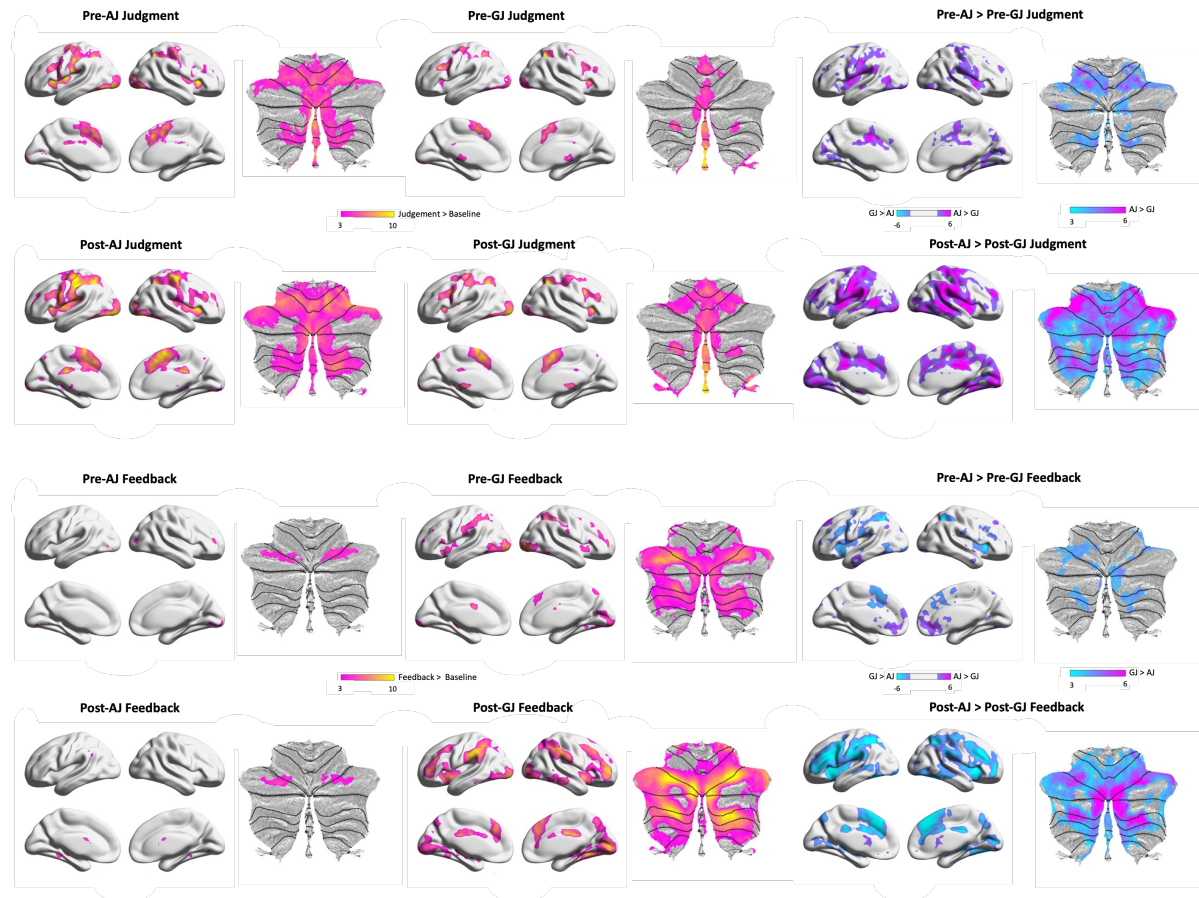 Pre-AJ Judgment
Pre-GJ Judgment
Pre-AJ > Pre-GJ Judgment
3 10 Judgement > Baseline
GJ > AJ -6 6 AJ > GJ
3 6 AJ > GJ
Post-AJ Judgment
Post-GJ Judgment
Post-AJ > Post-GJ Judgment
Pre-AJ Feedback
Pre-GJ Feedback
Pre-AJ > Pre-GJ Feedback
3 10 Feedback > Baseline
GJ > AJ -6 6 AJ > GJ
3 6 GJ > AJ
Post-AJ Feedback
Post-GJ Feedback
Post-AJ > Post-GJ Feedback